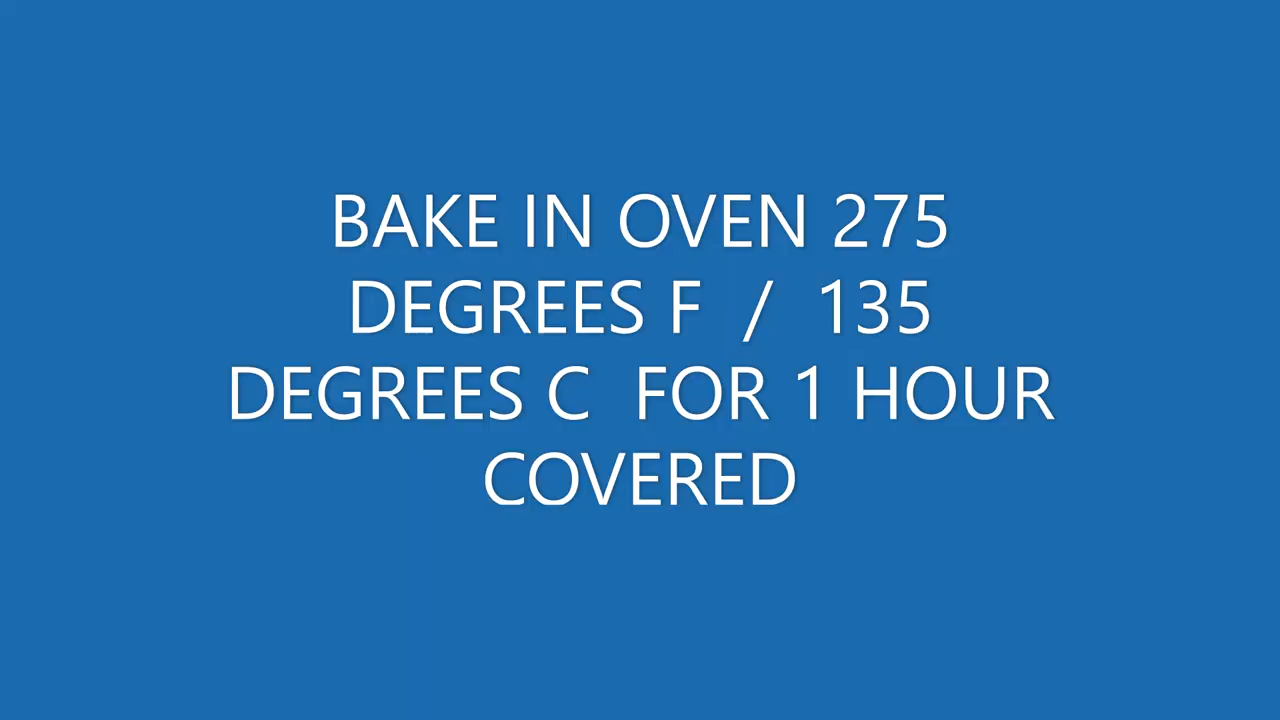 BAKE IN OVEN 275
DEGREES F  /  135
DEGREES C  FOR 1 HOUR
COVERED